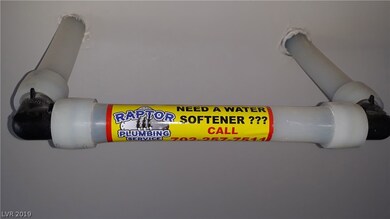 RAPTOR
PLUMBING
SERVICE
NEED A WATER
SOFTENER ???
CALL
LVR 2019